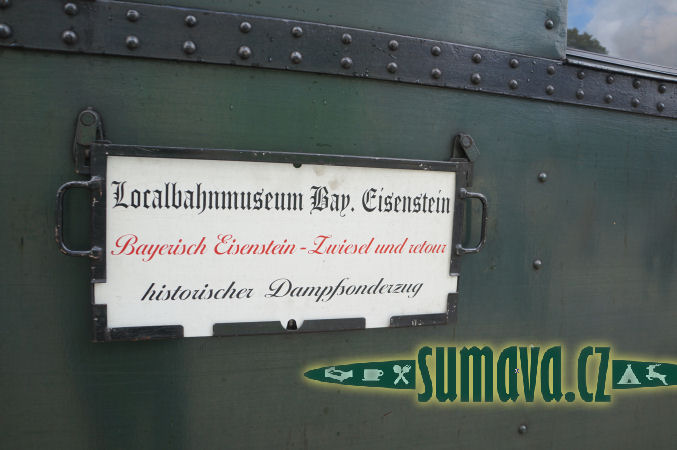 Localbahnmuseum Bay. Eisenstein
Bayerisch Eisenstein - Zwiesel und retour
historischer Dampfsonderzug
sumava.cz